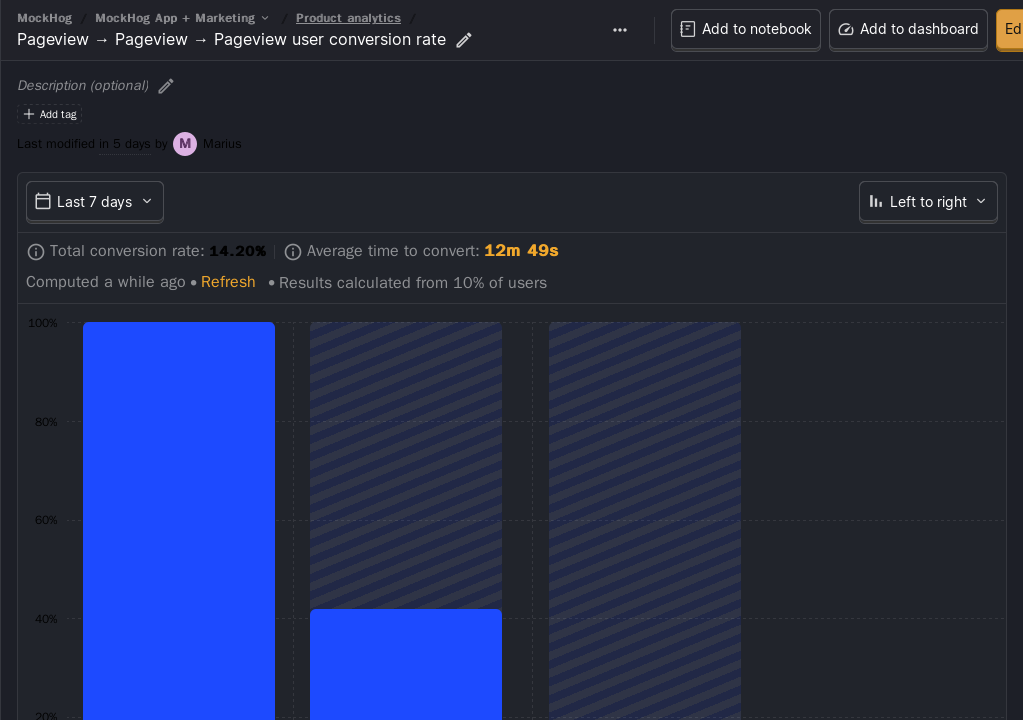 MockHog / MockHog App + Marketing / Product analytics /
Pageview → Pageview → Pageview user conversion rate
Add to notebook
Add to dashboard
Ed
Description (optional)
Add tag
Last modified in 5 days by M Marius
Last 7 days
Left to right
Total conversion rate: 14.20%
Average time to convert: 12m 49s
Computed a while ago • Refresh • Results calculated from 10% of users
100%
80%
60%
40%
20%